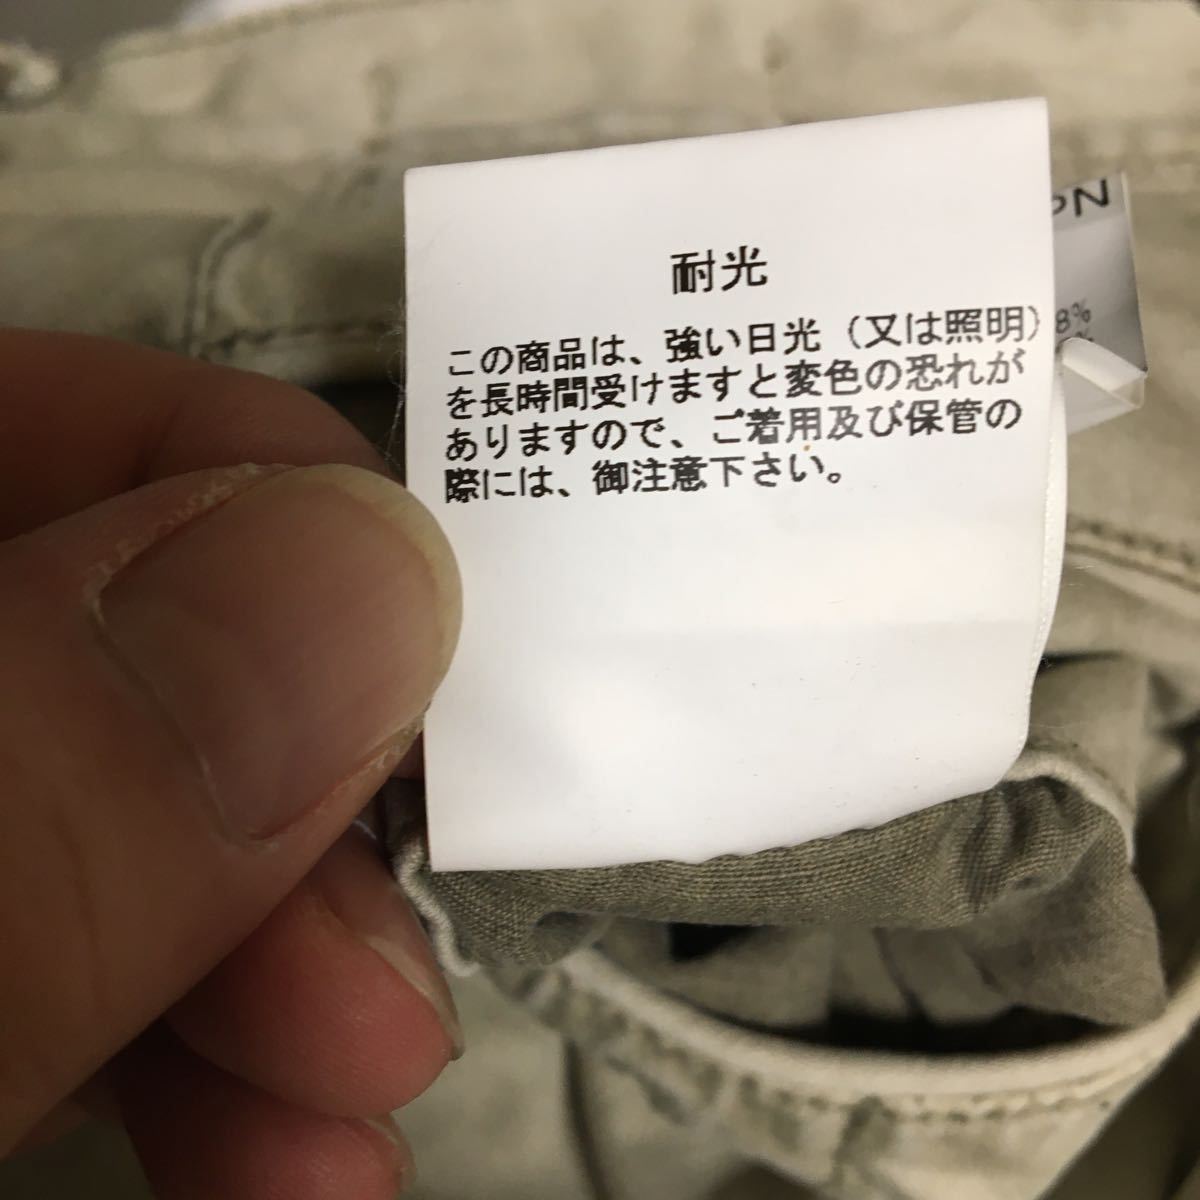 耐光
この商品は、強い日光（又は照明）
を長時間受けますと変色の恐れが
ありますので、ご着用及び保管の
際には、御注意下さい。
8%